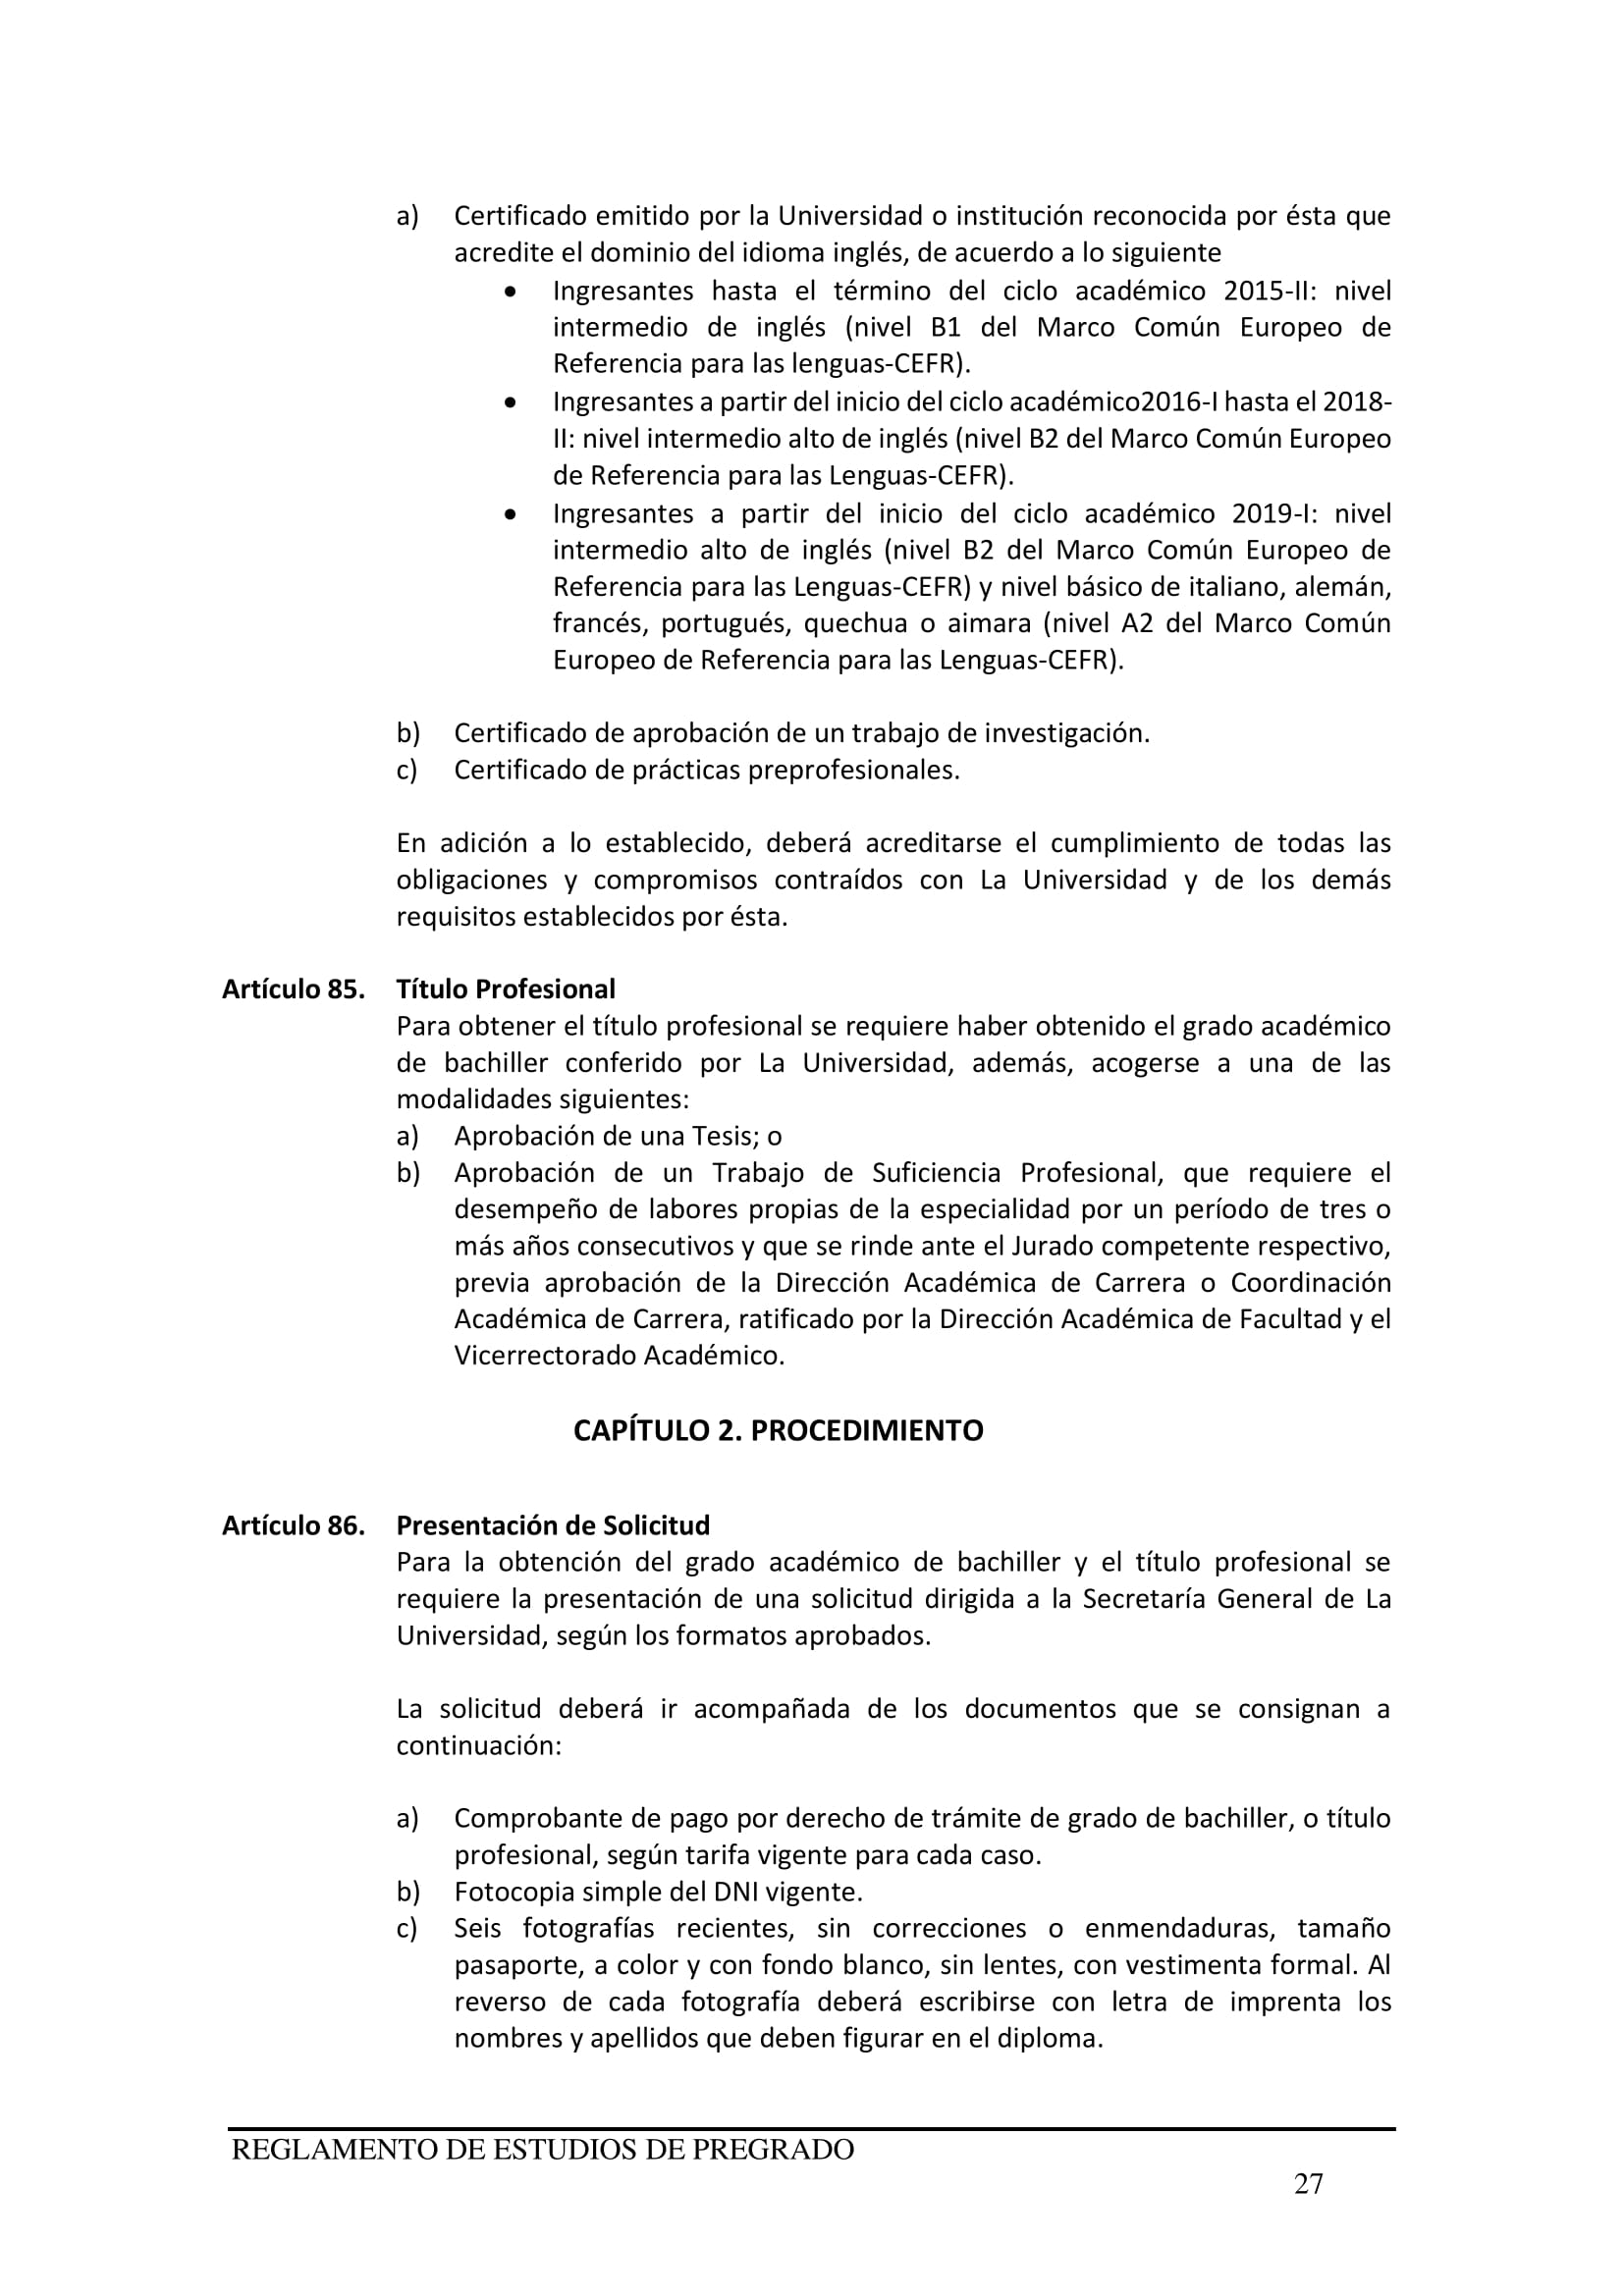 a) Certificado emitido por la Universidad o institución reconocida por ésta que
acredite el dominio del idioma inglés, de acuerdo a lo siguiente
• Ingresantes hasta el término del ciclo académico 2015-II: nivel
intermedio de inglés (nivel B1 del Marco Común Europeo de
Referencia para las lenguas-CEFR).
• Ingresantes a partir del inicio del ciclo académico2016-I hasta el 2018-
II: nivel intermedio alto de inglés (nivel B2 del Marco Común Europeo
de Referencia para las Lenguas-CEFR).
• Ingresantes a partir del inicio del ciclo académico 2019-I: nivel
intermedio alto de inglés (nivel B2 del Marco Común Europeo de
Referencia para las Lenguas-CEFR) y nivel básico de italiano, alemán,
francés, portugués, quechua o aimara (nivel A2 del Marco Común
Europeo de Referencia para las Lenguas-CEFR).
b) Certificado de aprobación de un trabajo de investigación.
c) Certificado de prácticas preprofesionales.
En adición a lo establecido, deberá acreditarse el cumplimiento de todas las
obligaciones y compromisos contraídos con La Universidad y de los demás
requisitos establecidos por ésta.
Artículo 85. Título Profesional
Para obtener el título profesional se requiere haber obtenido el grado académico
de bachiller conferido por La Universidad, además, acogerse a una de las
modalidades siguientes:
a) Aprobación de una Tesis; o
b) Aprobación de un Trabajo de Suficiencia Profesional, que requiere el
desempeño de labores propias de la especialidad por un período de tres o
más años consecutivos y que se rinde ante el Jurado competente respectivo,
previa aprobación de la Dirección Académica de Carrera o Coordinación
Académica de Carrera, ratificado por la Dirección Académica de Facultad y el
Vicerrectorado Académico.
CAPÍTULO 2. PROCEDIMIENTO
Artículo 86. Presentación de Solicitud
Para la obtención del grado académico de bachiller y el título profesional se
requiere la presentación de una solicitud dirigida a la Secretaría General de La
Universidad, según los formatos aprobados.
La solicitud deberá ir acompañada de los documentos que se consignan a
continuación:
a) Comprobante de pago por derecho de trámite de grado de bachiller, o título
profesional, según tarifa vigente para cada caso.
b) Fotocopia simple del DNI vigente.
c) Seis fotografías recientes, sin correcciones o enmendaduras, tamaño
pasaporte, a color y con fondo blanco, sin lentes, con vestimenta formal. Al
reverso de cada fotografía deberá escribirse con letra de imprenta los
nombres y apellidos que deben figurar en el diploma.
REGLAMENTO DE ESTUDIOS DE PREGRADO
27